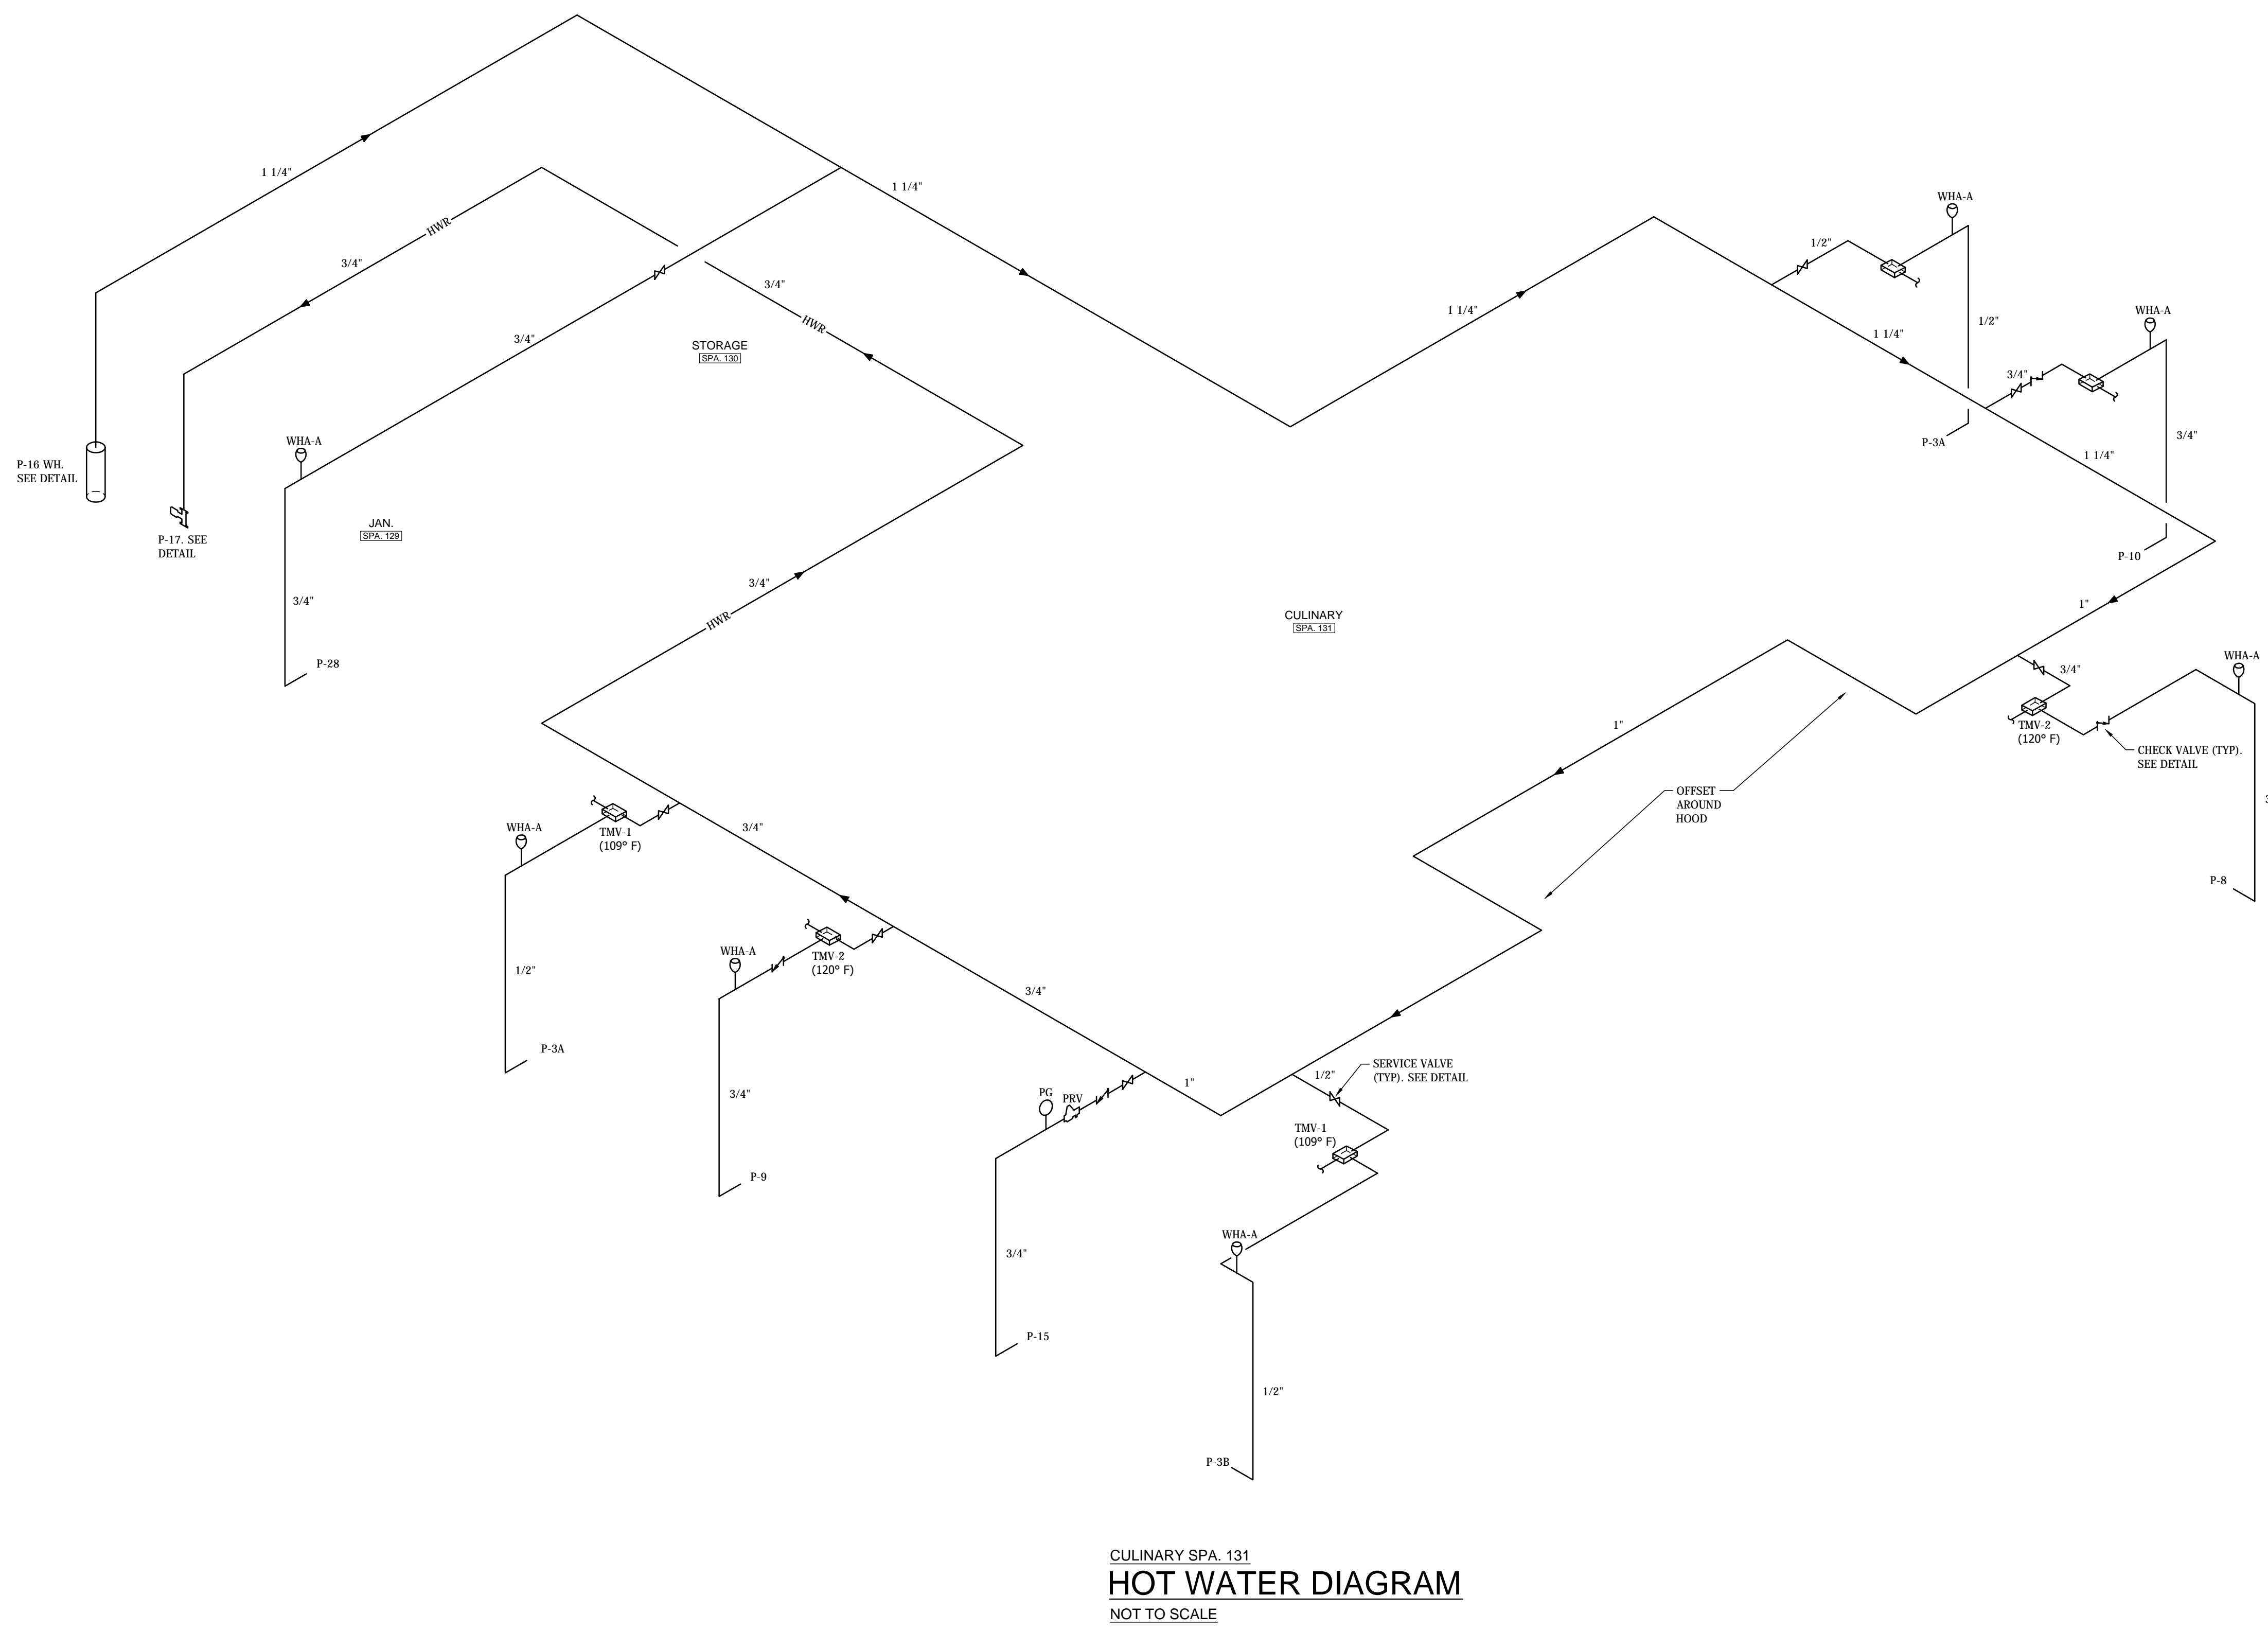 1 1/4"
1 1/4"
WHA-A
1/2"
HWR
3/4"
3/4"
HWR
1 1/4"
1/2"
WHA-A
1 1/4"
3/4"
STORAGE
SPA. 130
3/4"
WHA-A
P-3A
3/4"
1 1/4"
P-16 WH.
SEE DETAIL
JAN.
SPA. 129
P-17. SEE
DETAIL
P-10
3/4"
3/4"
HWR
1"
CULINARY
SPA. 131
P-28
WHA-A
3/4"
1"
TMV-2
(120° F)
CHECK VALVE (TYP).
SEE DETAIL
OFFSET
AROUND
HOOD
WHA-A
TMV-1
(109° F)
3/4"
P-8
WHA-A
TMV-2
(120° F)
1/2"
3/4"
P-3A
SERVICE VALVE
(TYP). SEE DETAIL
1/2"
1"
PG
PRV
3/4"
TMV-1
(109° F)
P-9
WHA-A
3/4"
P-15
1/2"
P-3B
CULINARY SPA. 131
HOT WATER DIAGRAM
NOT TO SCALE